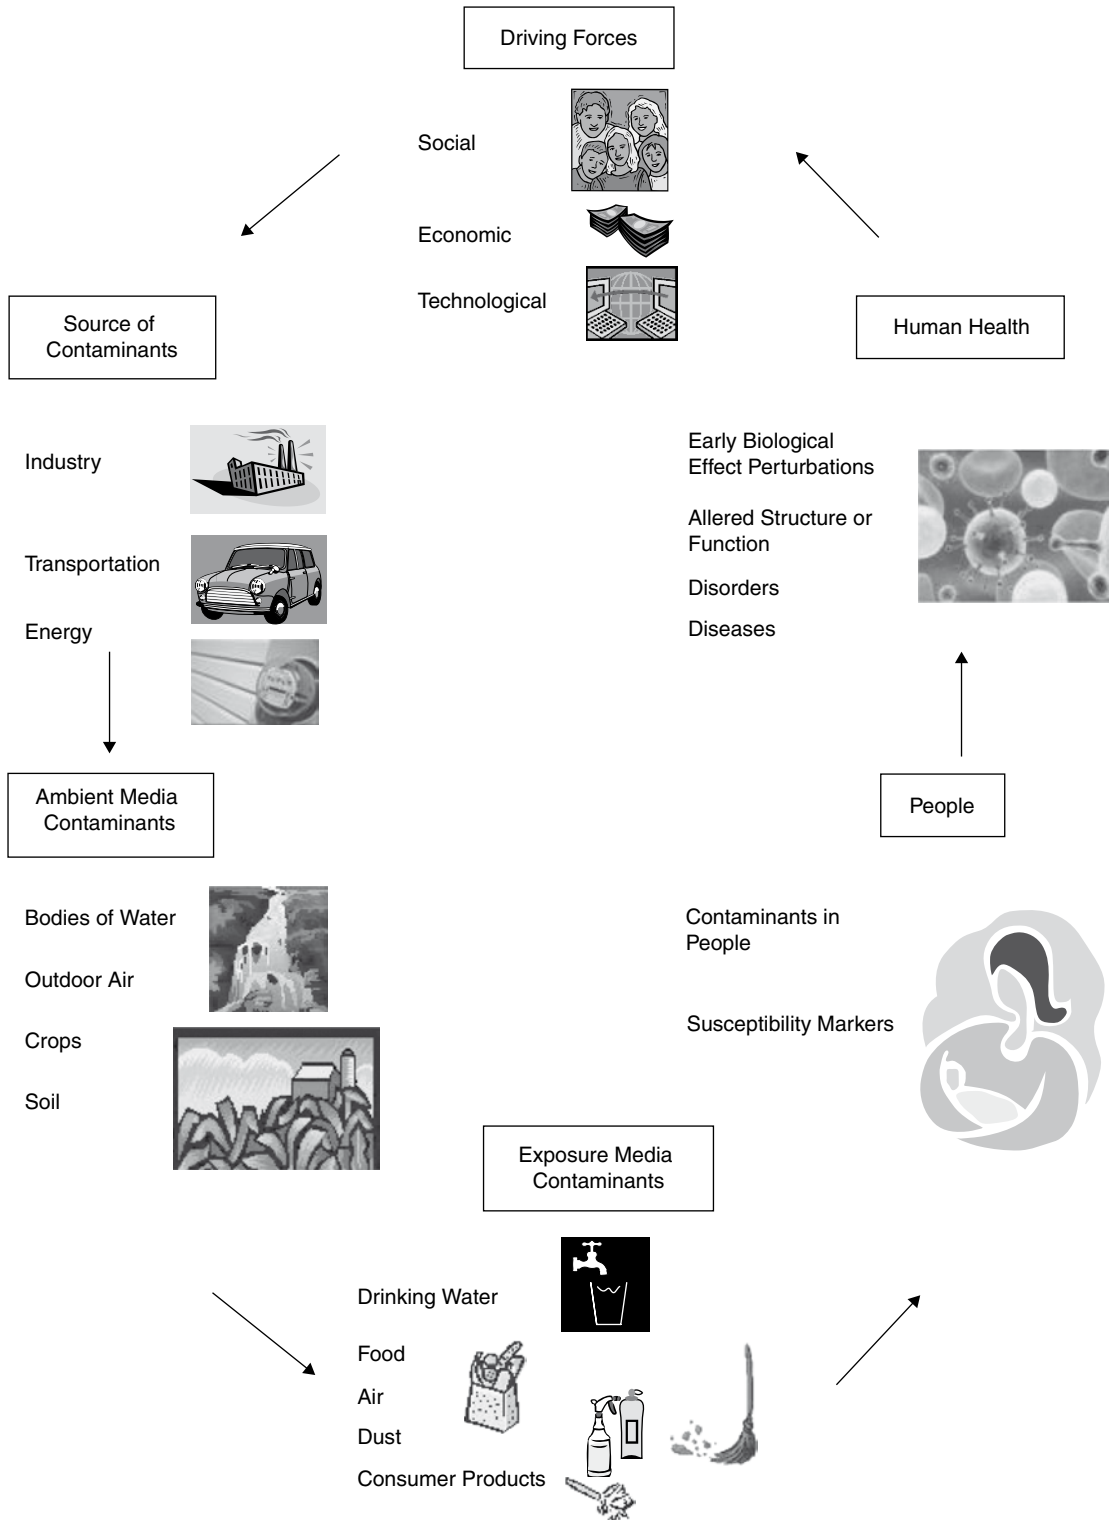 Driving Forces
Social
Economic
Technological
Source of
Contaminants
Industry
Transportation
Energy
Ambient Media
Contaminants
Bodies of Water
Outdoor Air
Crops
Soil
Exposure Media
Contaminants
Drinking Water
Food
Air
Dust
Consumer Products
People
Contaminants in
People
Susceptibility Markers
Human Health
Early Biological
Effect Perturbations
Allered Structure or
Function
Disorders
Diseases